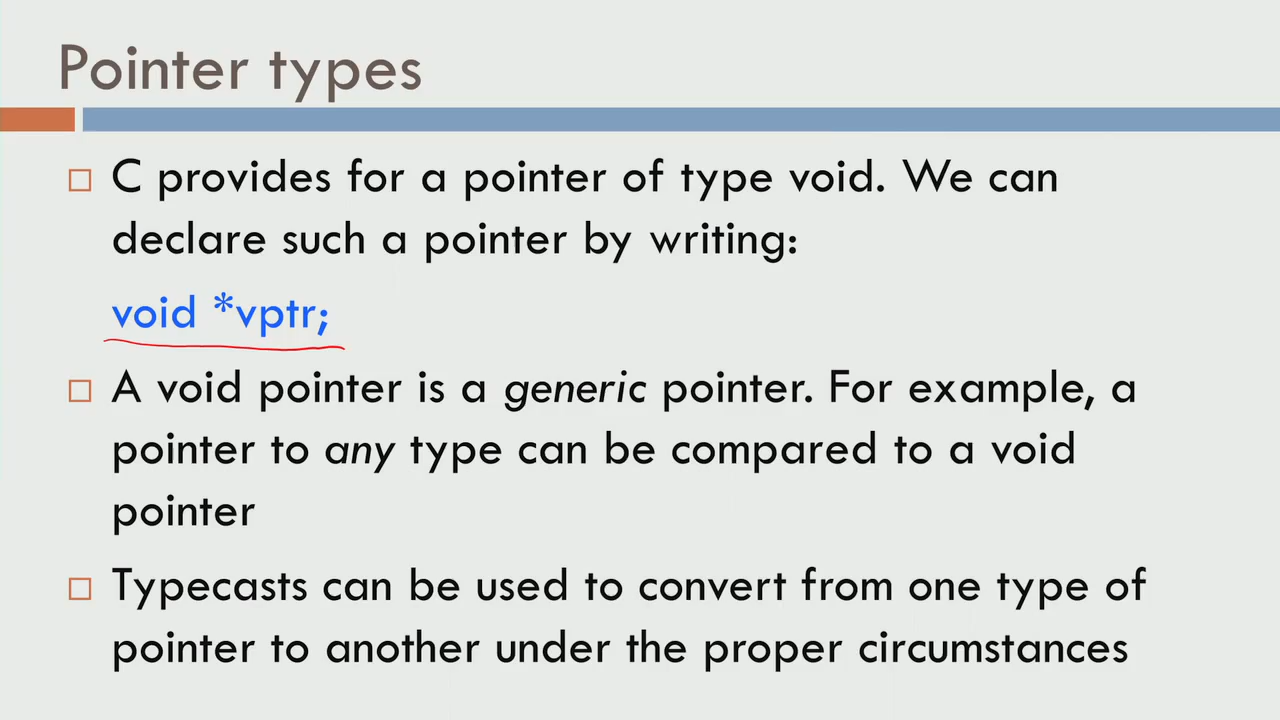 Pointer types
C provides for a pointer of type void. We can
declare such a pointer by writing:
void *vptr;
A void pointer is a generic pointer. For example, a
pointer to any type can be compared to a void
pointer
Typecasts can be used to convert from one type of
pointer to another under the proper circumstances